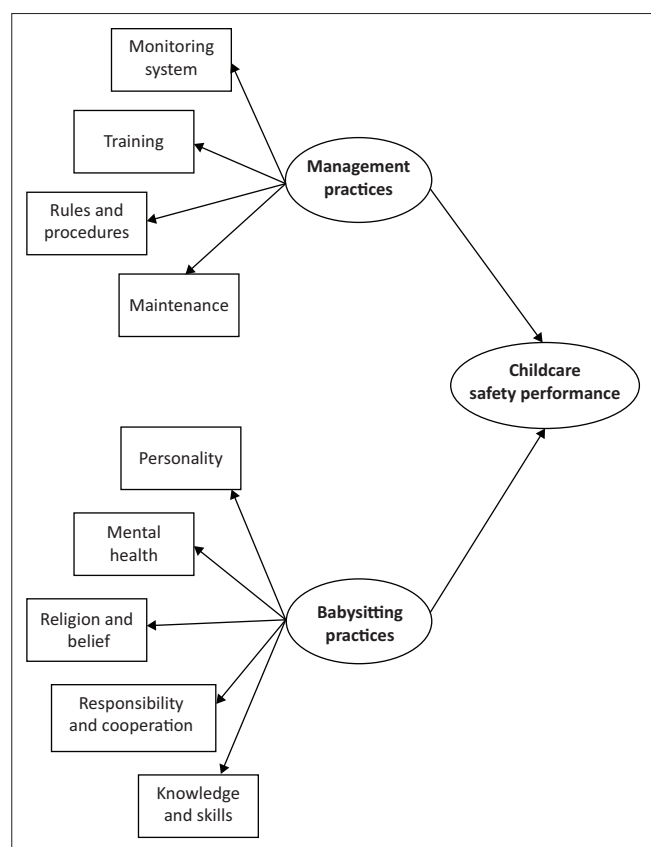 Monitoring
system
Training
Management
practices
Rules and
procedures
Maintenance
Childcare
safety performance
Personality
Mental
health
Religion and
belief
Babysitting
practices
Responsibility
and cooperation
Knowledge
and skills